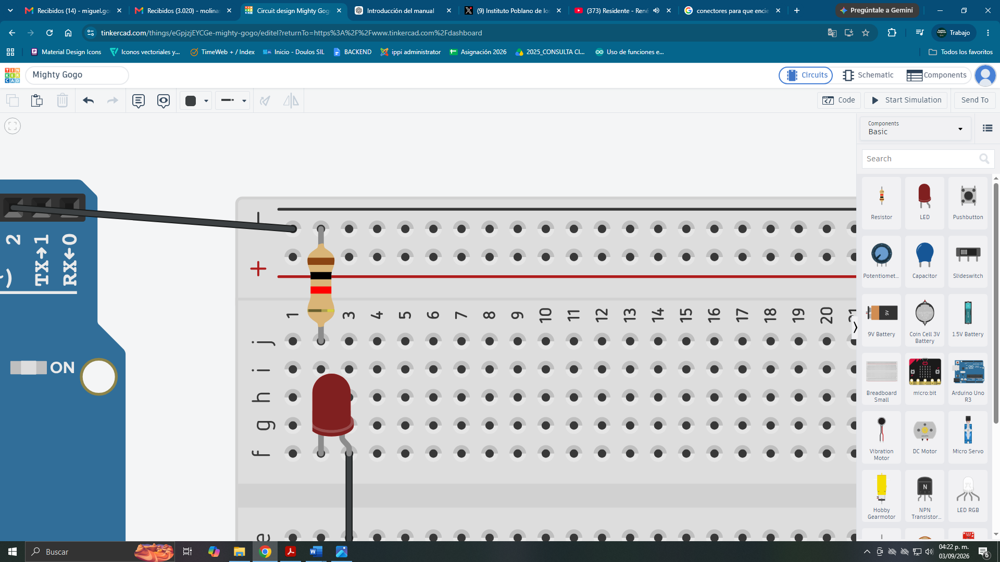 Recibidos (14) - miguel.go
Recibidos (3.020) - molina
Circuit design Mighty Gog
Introducción del manual
(9) Instituto Poblano de lo
(373) Residente - Ren
conectores para que enci
Pregúntale a Gemini
tinkercad.com/things/eGpjzjEYCGe-mighty-gogo/editel?returnTo=https%3A%2F%2Fwww.tinkercad.com%2Fdashboard
Trabajo
Material Design Icons
Iconos vectoriales y...
TimeWeb + / Index
Inicio - Doulos SIL
BACKEND
ippi administrator
Asignación 2026
2025_CONSULTA CI...
Uso de funciones e...
Todos los favoritos
TINKERCAD
Mighty Gogo
Circuits
Schematic
Components
Code
Start Simulation
Send To
Components
Basic
Search
Resistor
LED
Pushbutton
Potentiomet...
Capacitor
Slideswitch
9V
9V Battery
Coin Cell 3V Battery
1.5V Battery
Breadboard Small
micro:bit
Arduino Uno R3
Vibration Motor
DC Motor
Micro Servo
Hobby Gearmotor
N
NPN Transistor...
LED RGB
2
TX→1
RX←0
)
ON
+
1 3 4 5 6 7 8 9 10 11 12 13 14 15 16 17 18 19 20 21
j
i
h
g
f
e
Buscar
04:22 p. m.
03/09/2026
6